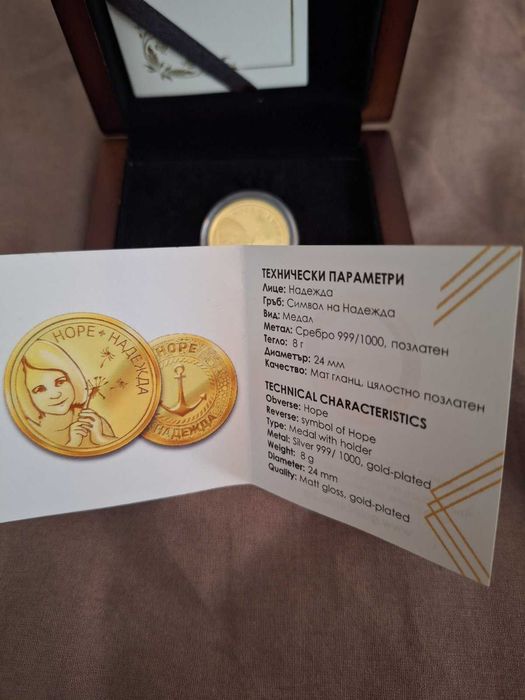 HOPE • НАДЕЖДА
HOPE
НАДЕЖДА
ТЕХНИЧЕСКИ ПАРАМЕТРИ
Лице: Надежда
Гръб: Символ на Надежда
Вид: Медал
Метал: Сребро 999/1000, позлатен
Тегло: 8 г
Диаметър: 24 мм
Качество: Мат гланц, цялостно позлатен
TECHNICAL CHARACTERISTICS
Obverse: Hope
Reverse: symbol of Hope
Type: Medal with holder
Metal: Silver 999/ 1000, gold-plated
Weight: 8 g
Diameter: 24 mm
Quality: Matt gloss, gold-plated